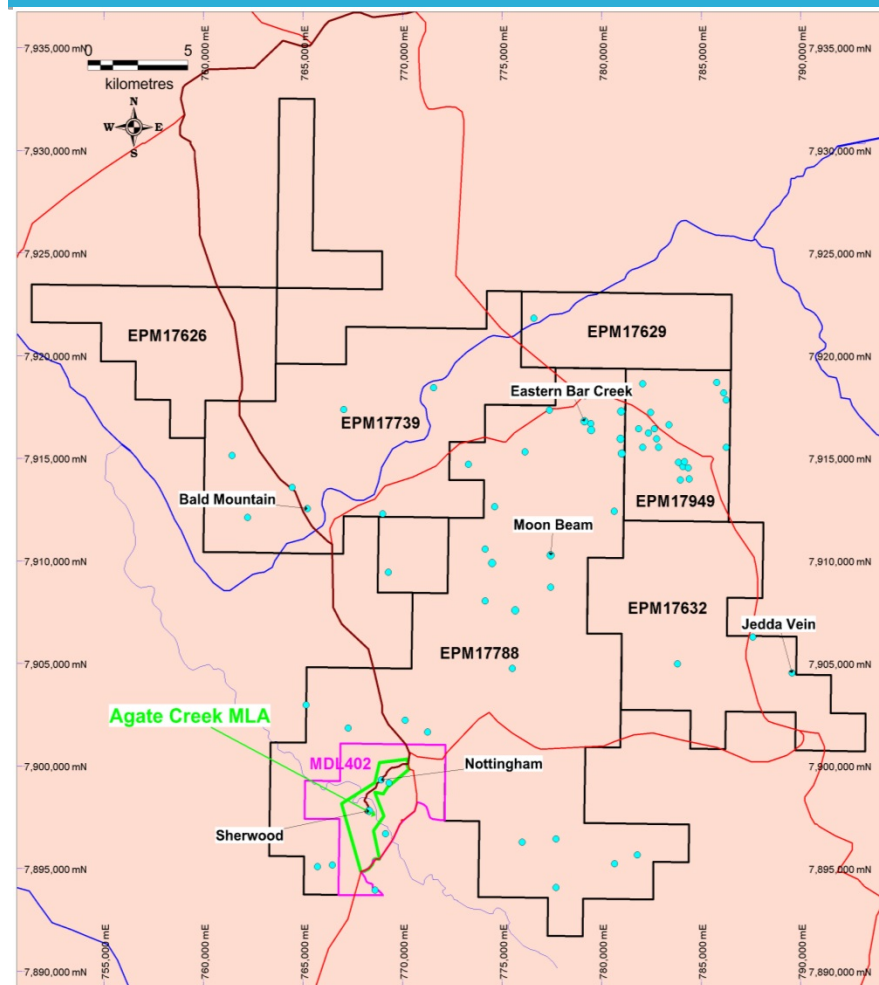 760,000 mE
765,000 mE
770,000 mE
775,000 mE
780,000 mE
785,000 mE
790,000 mE
7,935,000 mN
7,935,000 mN
0 5
kilometres
N
W E
S
7,930,000 mN
7,930,000 mN
7,925,000 mN
7,925,000 mN
EPM17629
EPM17626
7,920,000 mN
7,920,000 mN
Eastern Bar Creek
EPM17739
7,915,000 mN
7,915,000 mN
Bald Mountain
EPM17949
Moon Beam
7,910,000 mN
7,910,000 mN
EPM17632
Jedda Vein
EPM17788
7,905,000 mN
7,905,000 mN
Agate Creek MLA
MDL402
Nottingham
7,900,000 mN
7,900,000 mN
Sherwood
7,895,000 mN
7,895,000 mN
755,000 mE
760,000 mE
765,000 mE
770,000 mE
775,000 mE
780,000 mE
785,000 mE
790,000 mE
7,890,000 mN
7,890,000 mN